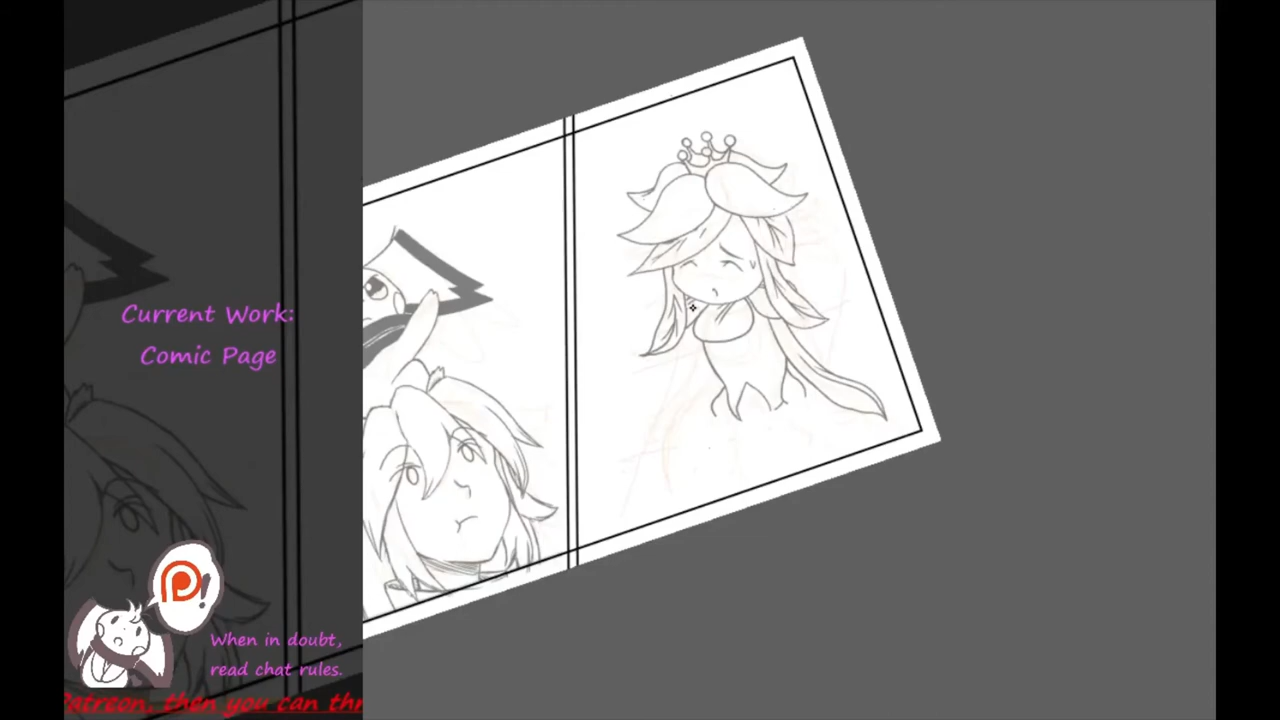 Current Work:
Comic Page
When in doubt,
read chat rules.
Patreon, then you can